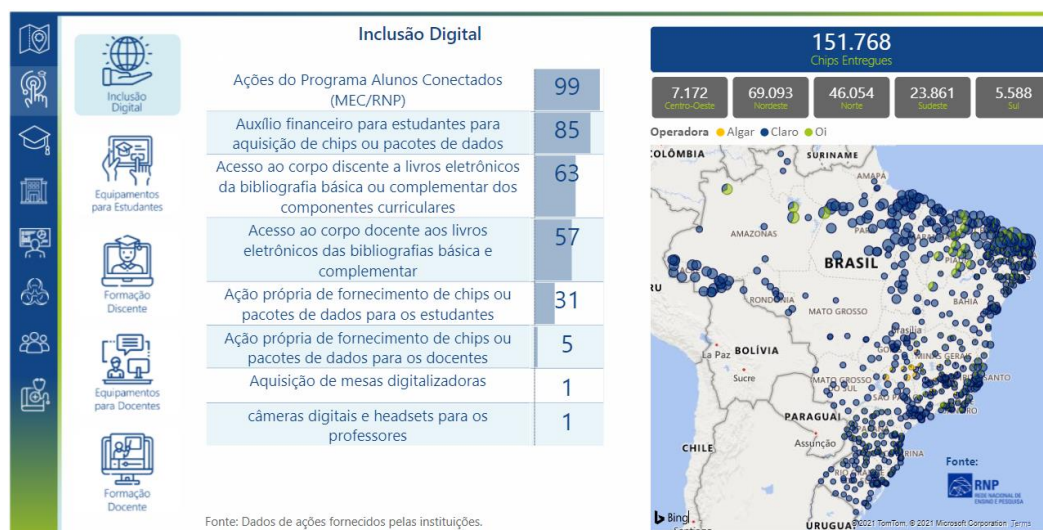 Inclusão Digital
Inclusão
Digital
Equipamentos
para Estudantes
Formação
Discente
Equipamentos
para Docentes
Formação
Docente
Ações do Programa Alunos Conectados
(MEC/RNP)
99
Auxílio financeiro para estudantes para
aquisição de chips ou pacotes de dados
85
Acesso ao corpo discente a livros eletrônicos
da bibliografia básica ou complementar dos
componentes curriculares
63
Acesso ao corpo docente aos livros
eletrônicos das bibliografias básica e
complementar
57
Ação própria de fornecimento de chips ou
pacotes de dados para os estudantes
31
Ação própria de fornecimento de chips ou
pacotes de dados para os docentes
5
Aquisição de mesas digitalizadoras
1
câmeras digitais e headsets para os
professores
1
Fonte: Dados de ações fornecidos pelas instituições.
151.768
Chips Entregues
7.172
Centro-Oeste
69.093
Nordeste
46.054
Norte
23.861
Sudeste
5.588
Sul
Operadora Algar Claro Oi
COLÔMBIA
SURINAME
AMAPÁ
AMAZONAS
BRASIL
RONDÔNIA
BAHIA
MATO GROSSO
Brasília
La Paz
BOLÍVIA
MINAS GERAIS
Sucre
MATO GROSSO
DO SUL
PARAGUAI
CHILE
Assunção
Fonte:
RNP
REDE NACIONAL DE
ENSINO E PESQUISA
Bing
© 2021 TomTom, © 2021 Microsoft Corporation Terms